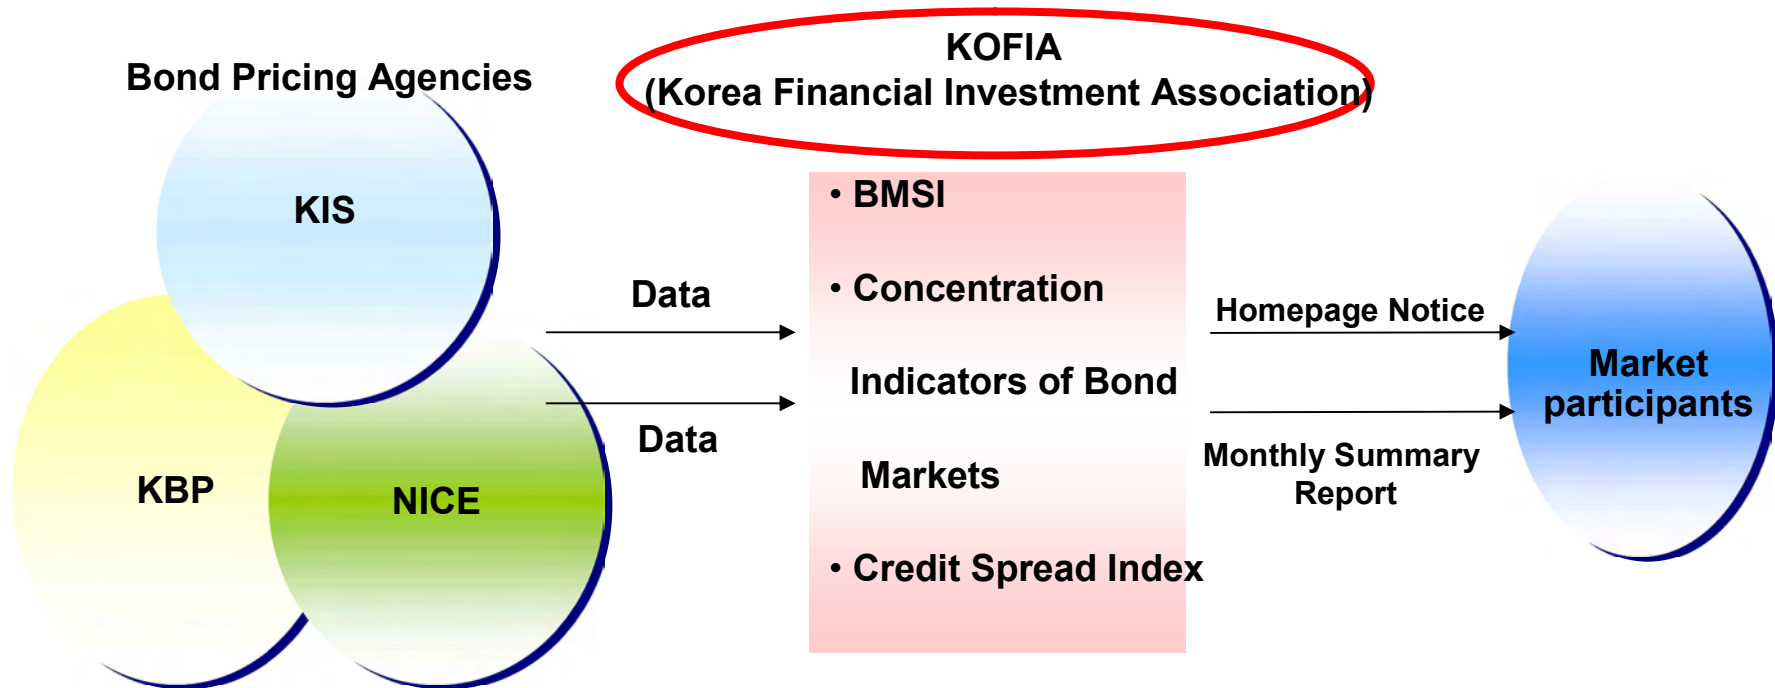 Bond Pricing Agencies
KIS
KBP
NICE
Data
Data
KOFIA
(Korea Financial Investment Association)
• BMSI
• Concentration
Indicators of Bond
Markets
• Credit Spread Index
Homepage Notice
Monthly Summary
Report
Market
participants